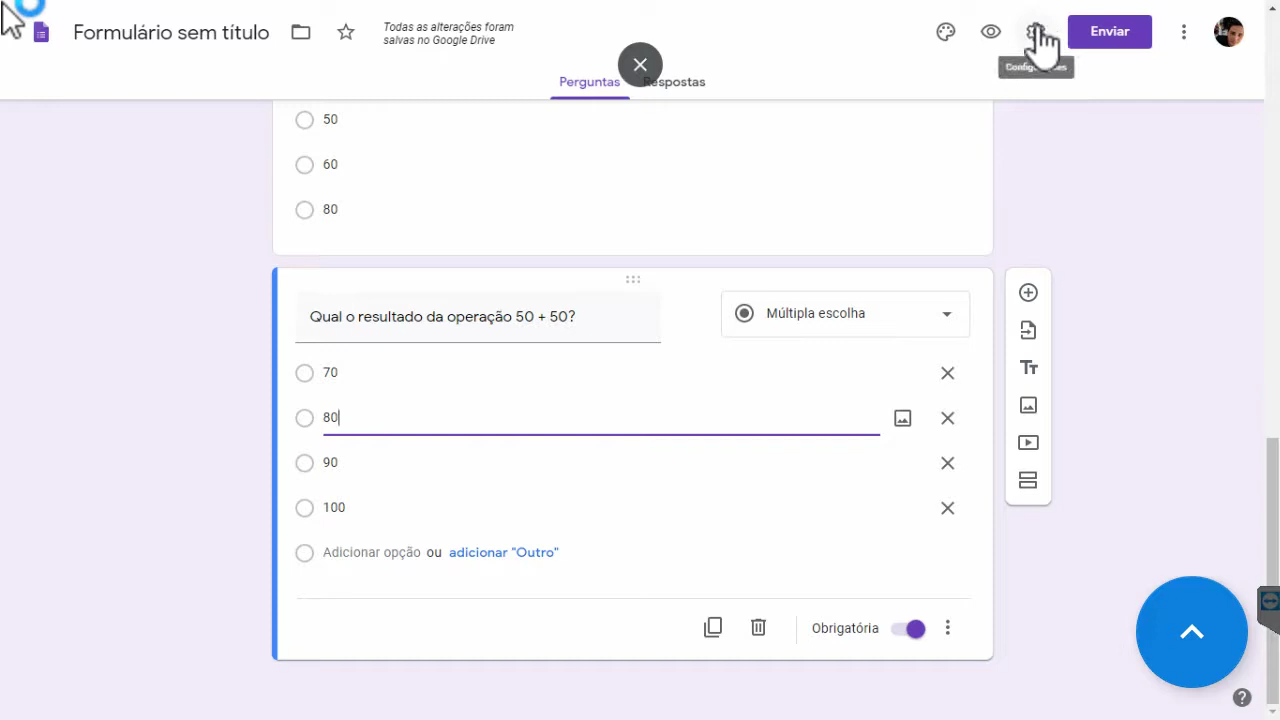 Formulário sem título
Todas as alterações foram
salvas no Google Drive
Enviar
Configurações
Perguntas
Respostas
50
60
80
Qual o resultado da operação 50 + 50?
Múltipla escolha
70
80
90
100
Adicionar opção ou adicionar "Outro"
Obrigatória